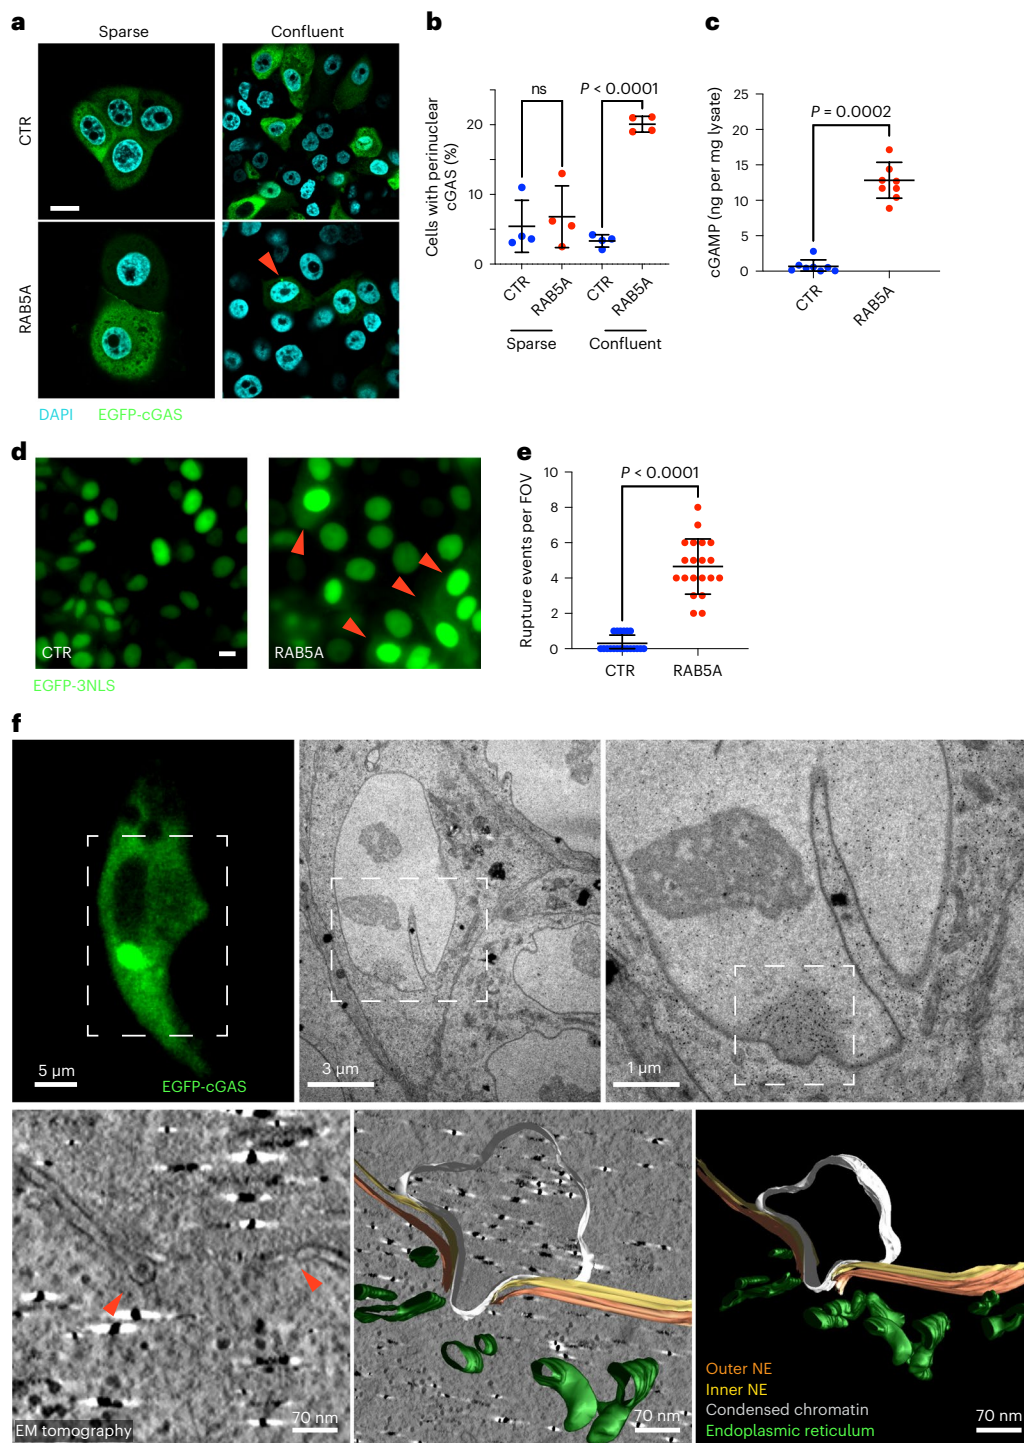 a
Sparse
Confluent
CTR
RAB5A
DAPI
EGFP-cGAS
b
Cells with perinuclear
cGAS (%)
20
10
0
ns
P < 0.0001
CTR
RAB5A
CTR
RAB5A
Sparse
Confluent
c
cGAMP (ng per mg lysate)
25
20
15
10
5
0
P = 0.0002
CTR
RAB5A
d
CTR
RAB5A
EGFP-3NLS
e
Rupture events per FOV
10
8
6
4
2
0
P < 0.0001
CTR
RAB5A
f
5 µm
EGFP-cGAS
3 µm
1 µm
EM tomography
70 nm
70 nm
Outer NE
Inner NE
Condensed chromatin
Endoplasmic reticulum
70 nm